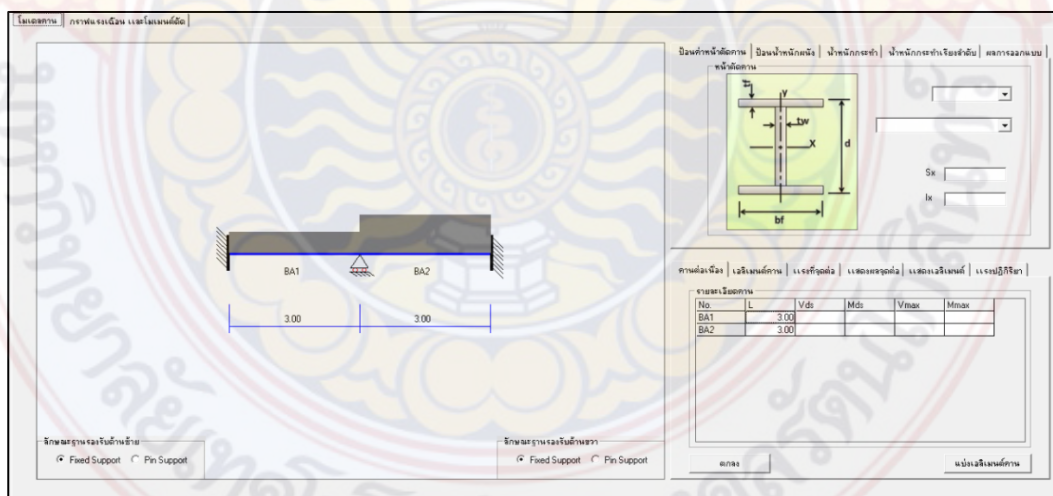 โมเดลคาน กราฟแรงเฉือน และโมเมนต์ดัด
ป้อนค่าหน้าตัดคาน ป้อนน้ำหนักผนัง น้ำหนักกระทำ น้ำหนักกระทำเรียงลำดับ ผลการออกแบบ
หน้าตัดคาน
tf
y
tw
X
d
bf
Sx
Ix
BA1 BA2
3.00 3.00
คานต่อเนื่อง เอลิเมนต์คาน แรงที่จุดต่อ แสดงผลจุดต่อ แสดงเอลิเมนต์ แรงปฏิกิริยา
รายละเอียดคาน
No. L Vds Mds Vmax Mmax
BA1 3.00
BA2 3.00
ลักษณะฐานรองรับด้านซ้าย
Fixed Support Pin Support
ลักษณะฐานรองรับด้านขวา
Fixed Support Pin Support
ตกลง แบ่งเอลิเมนต์คาน